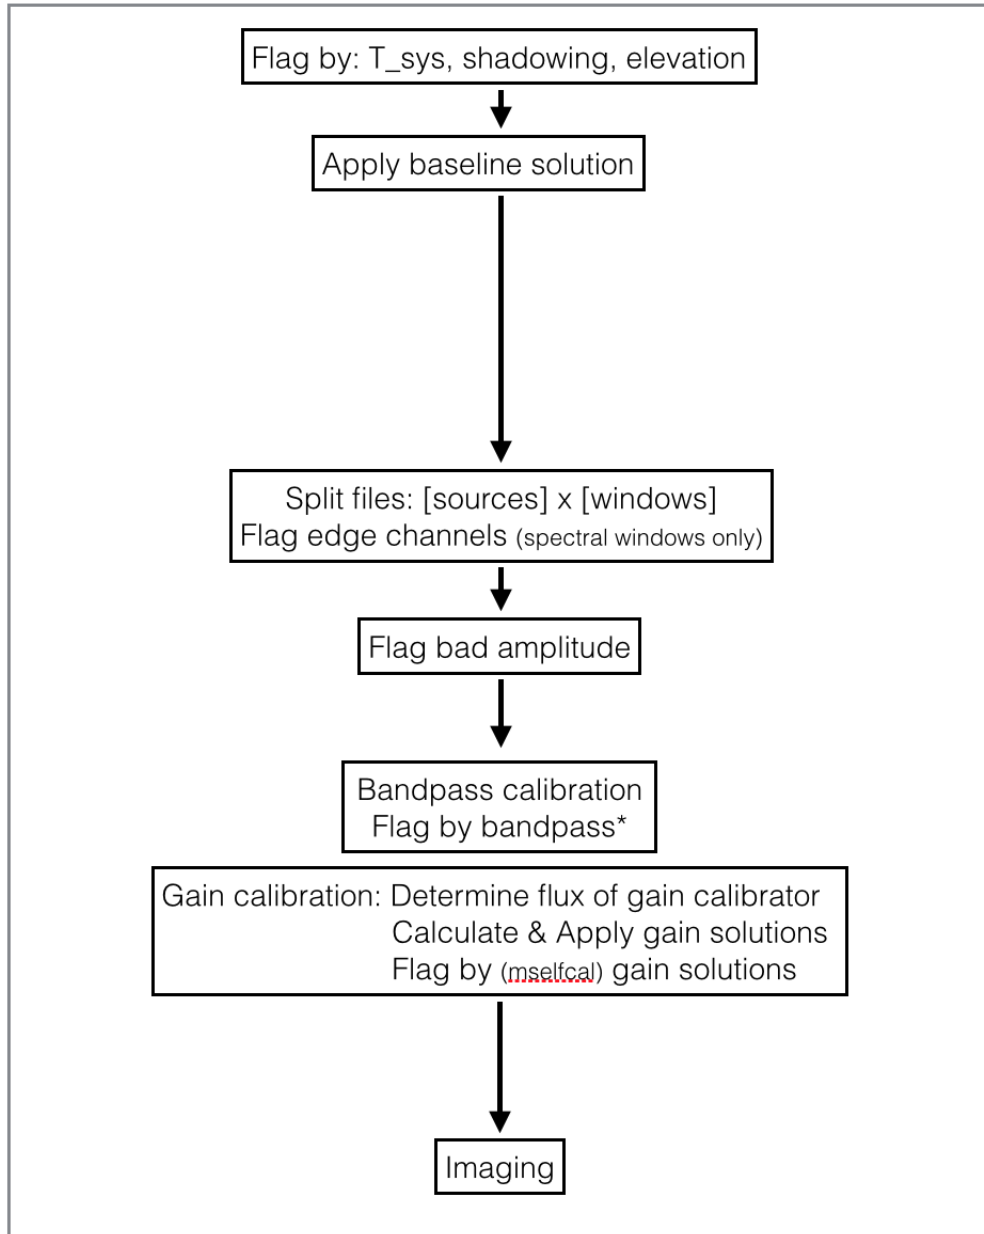 Flag by: T_sys, shadowing, elevation
Apply baseline solution
Split files: [sources] x [windows]
Flag edge channels (spectral windows only)
Flag bad amplitude
Bandpass calibration
Flag by bandpass*
Gain calibration: Determine flux of gain calibrator
Calculate & Apply gain solutions
Flag by (mselfcal) gain solutions
Imaging